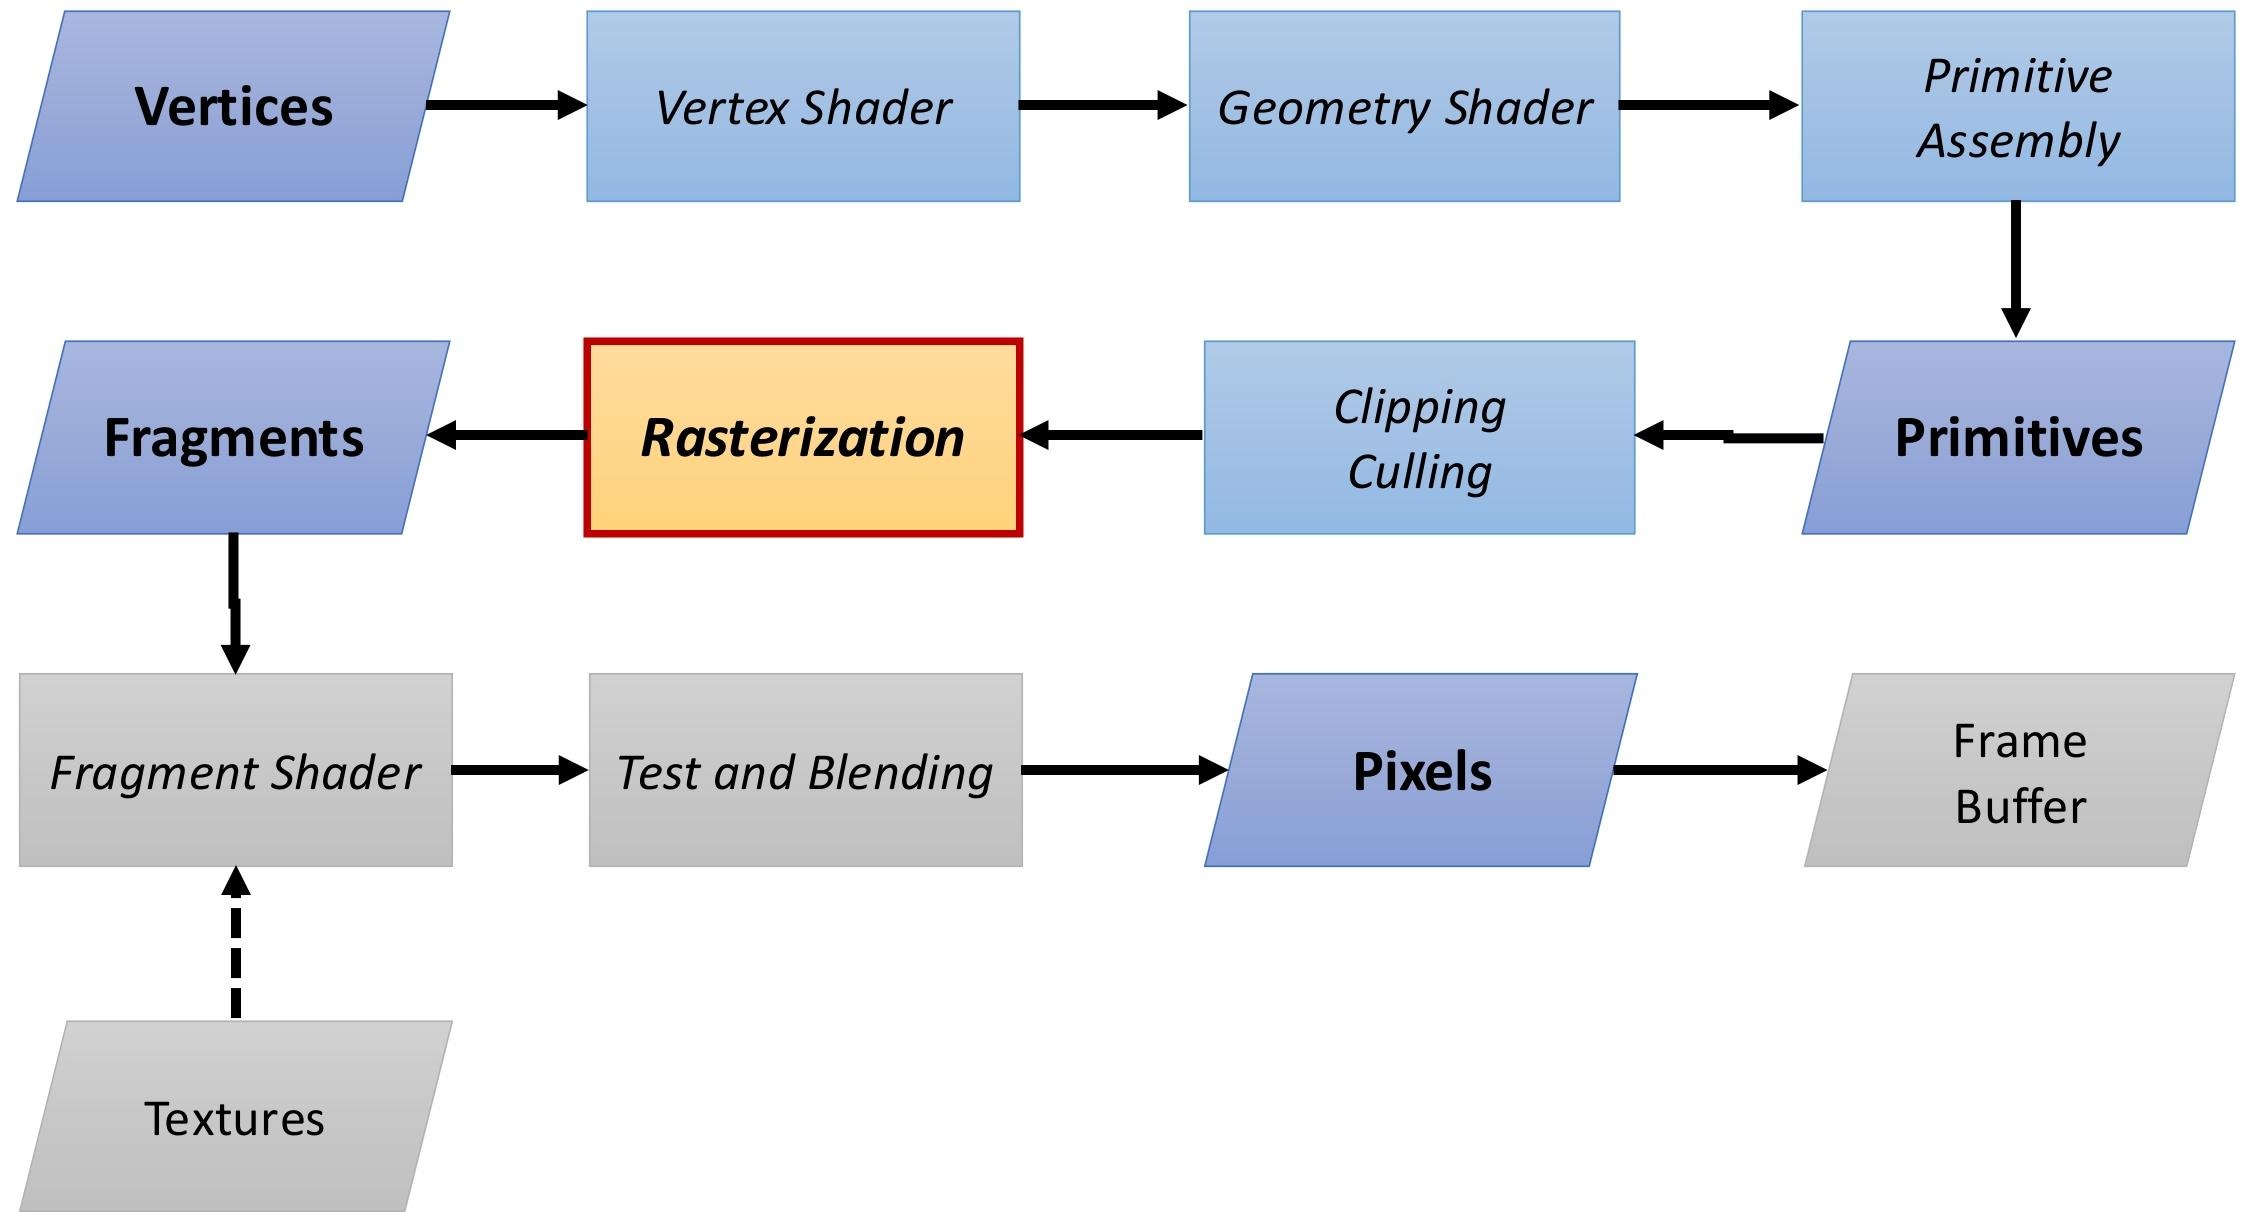 Vertices
Vertex Shader
Geometry Shader
Primitive
Assembly
Fragments
Rasterization
Clipping
Culling
Primitives
Fragment Shader
Test and Blending
Pixels
Frame
Buffer
Textures